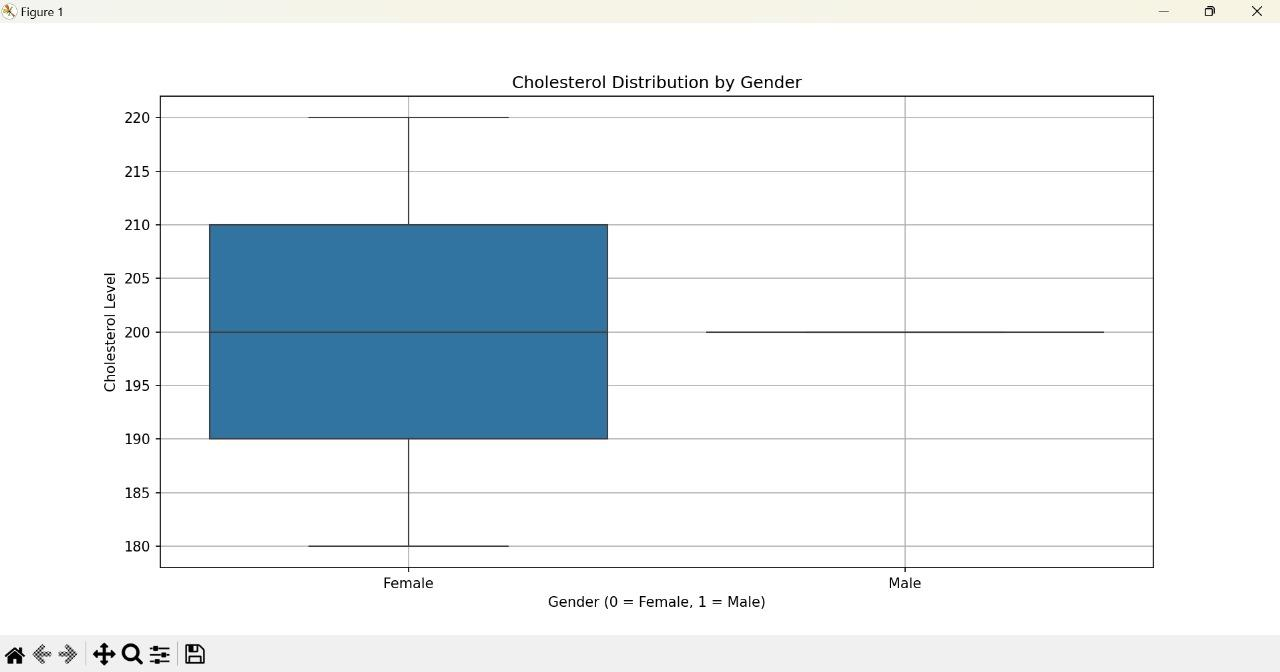 Figure 1
Cholesterol Distribution by Gender
220
215
210
205
200
195
190
185
180
Cholesterol Level
Female
Male
Gender (0 = Female, 1 = Male)